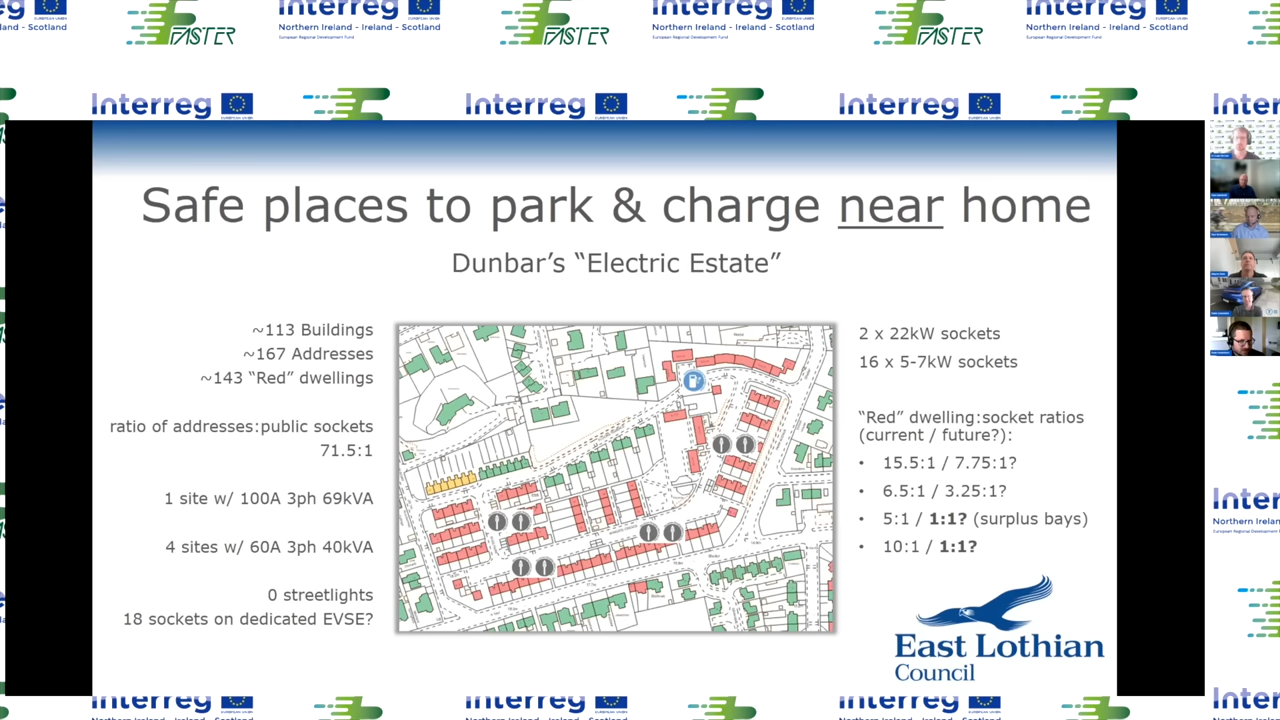 Interreg
EUROPEAN UNION
Northern Ireland - Ireland - Scotland
European Regional Development Fund
FASTER
Safe places to park & charge near home
Dunbar’s “Electric Estate”
~113 Buildings
~167 Addresses
~143 “Red” dwellings
ratio of addresses:public sockets
71.5:1
1 site w/ 100A 3ph 69kVA
4 sites w/ 60A 3ph 40kVA
0 streetlights
18 sockets on dedicated EVSE?
2 x 22kW sockets
16 x 5-7kW sockets
“Red” dwelling:socket ratios
(current / future?):
• 15.5:1 / 7.75:1?
• 6.5:1 / 3.25:1?
• 5:1 / 1:1? (surplus bays)
• 10:1 / 1:1?
East Lothian
Council